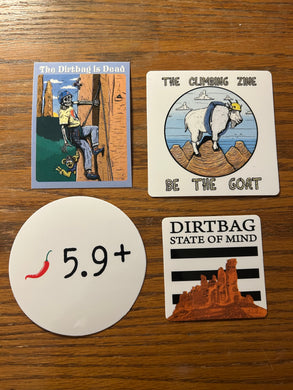 The Dirtbag is Dead
THE CLIMBING ZINE
BE THE GOAT
5.9+
DIRTBAG
STATE OF MIND